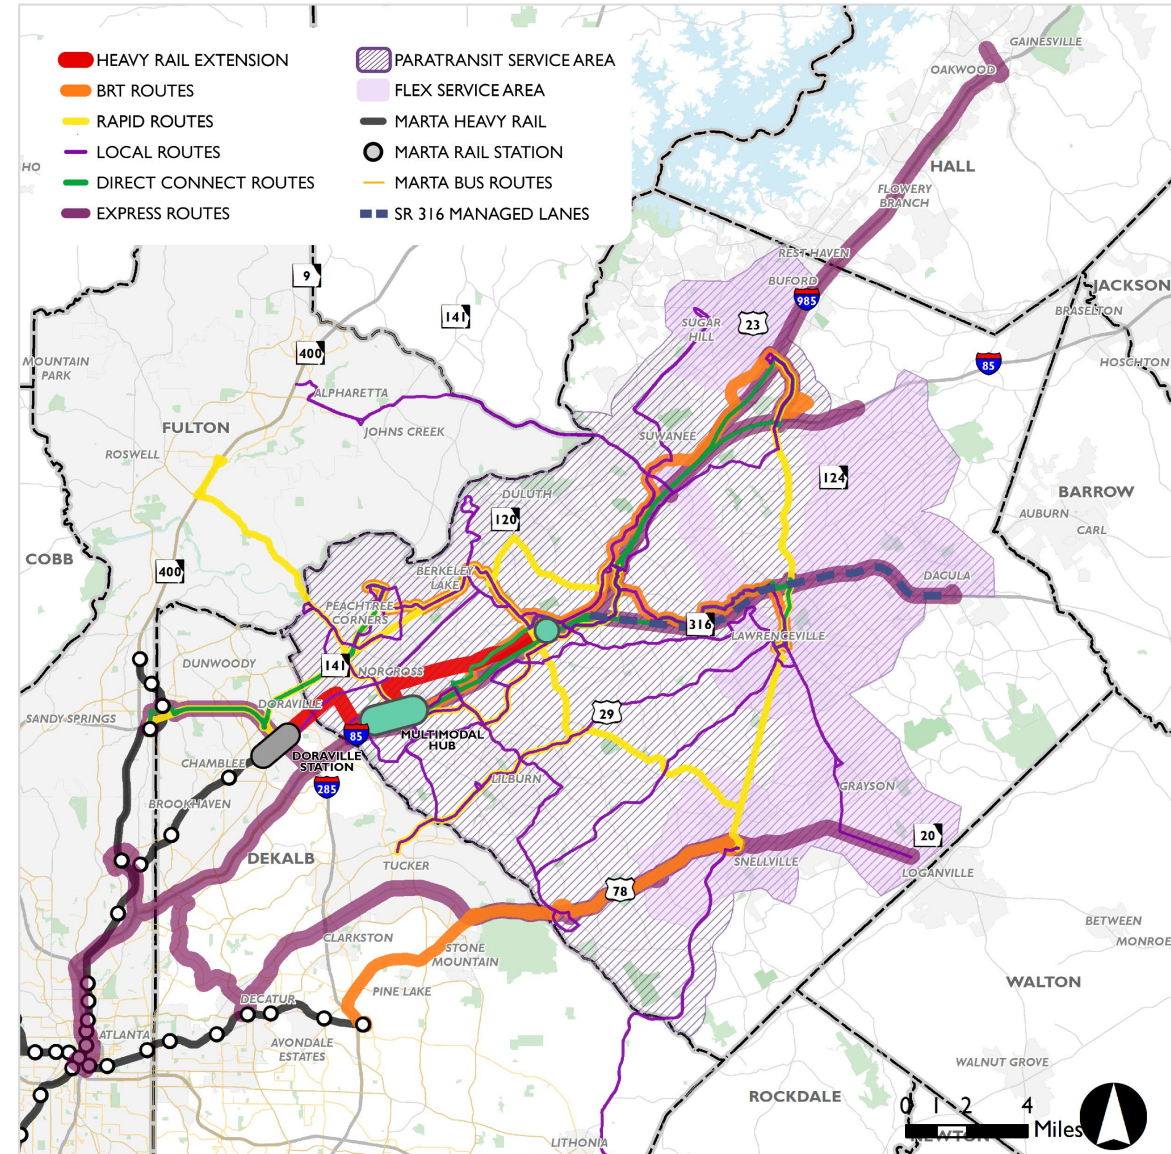 HEAVY RAIL EXTENSION
BRT ROUTES
RAPID ROUTES
LOCAL ROUTES
DIRECT CONNECT ROUTES
EXPRESS ROUTES
PARATRANSIT SERVICE AREA
FLEX SERVICE AREA
MARTA HEAVY RAIL
MARTA RAIL STATION
MARTA BUS ROUTES
SR 316 MANAGED LANES
GAINESVILLE
OAKWOOD
HO
HALL
FLOWERY
BRANCH
REST HAVEN
BUFORD
9
985
JACKSON
BRASELTON
141
SUGAR
HILL
23
400
85
HOSCHTON
MOUNTAIN
PARK
ALPHARETTA
FULTON
JOHNS CREEK
SUWANEE
ROSWELL
124
DULUTH
BARROW
120
AUBURN
CARL
COBB
400
BERKELEY
LAKE
DACULA
PEACHTREE
CORNERS
316
LAWRENCEVILLE
DUNWOODY
141
NORCROSS
DORAVILLE
SANDY SPRINGS
29
85
MULTIMODAL
HUB
DORAVILLE
STATION
CHAMBLEE
285
LILBURN
GRAYSON
BROOKHAVEN
20
DEKALB
TUCKER
SNELLVILLE
LOGANVILLE
78
BETWEEN
CLARKSTON
MONROE
STONE
MOUNTAIN
WALTON
PINE LAKE
DECATUR
ATLANTA
AVONDALE
ESTATES
WALNUT GROVE
ROCKDALE
0 1 2 4
Miles
NEWTON
LITHONIA